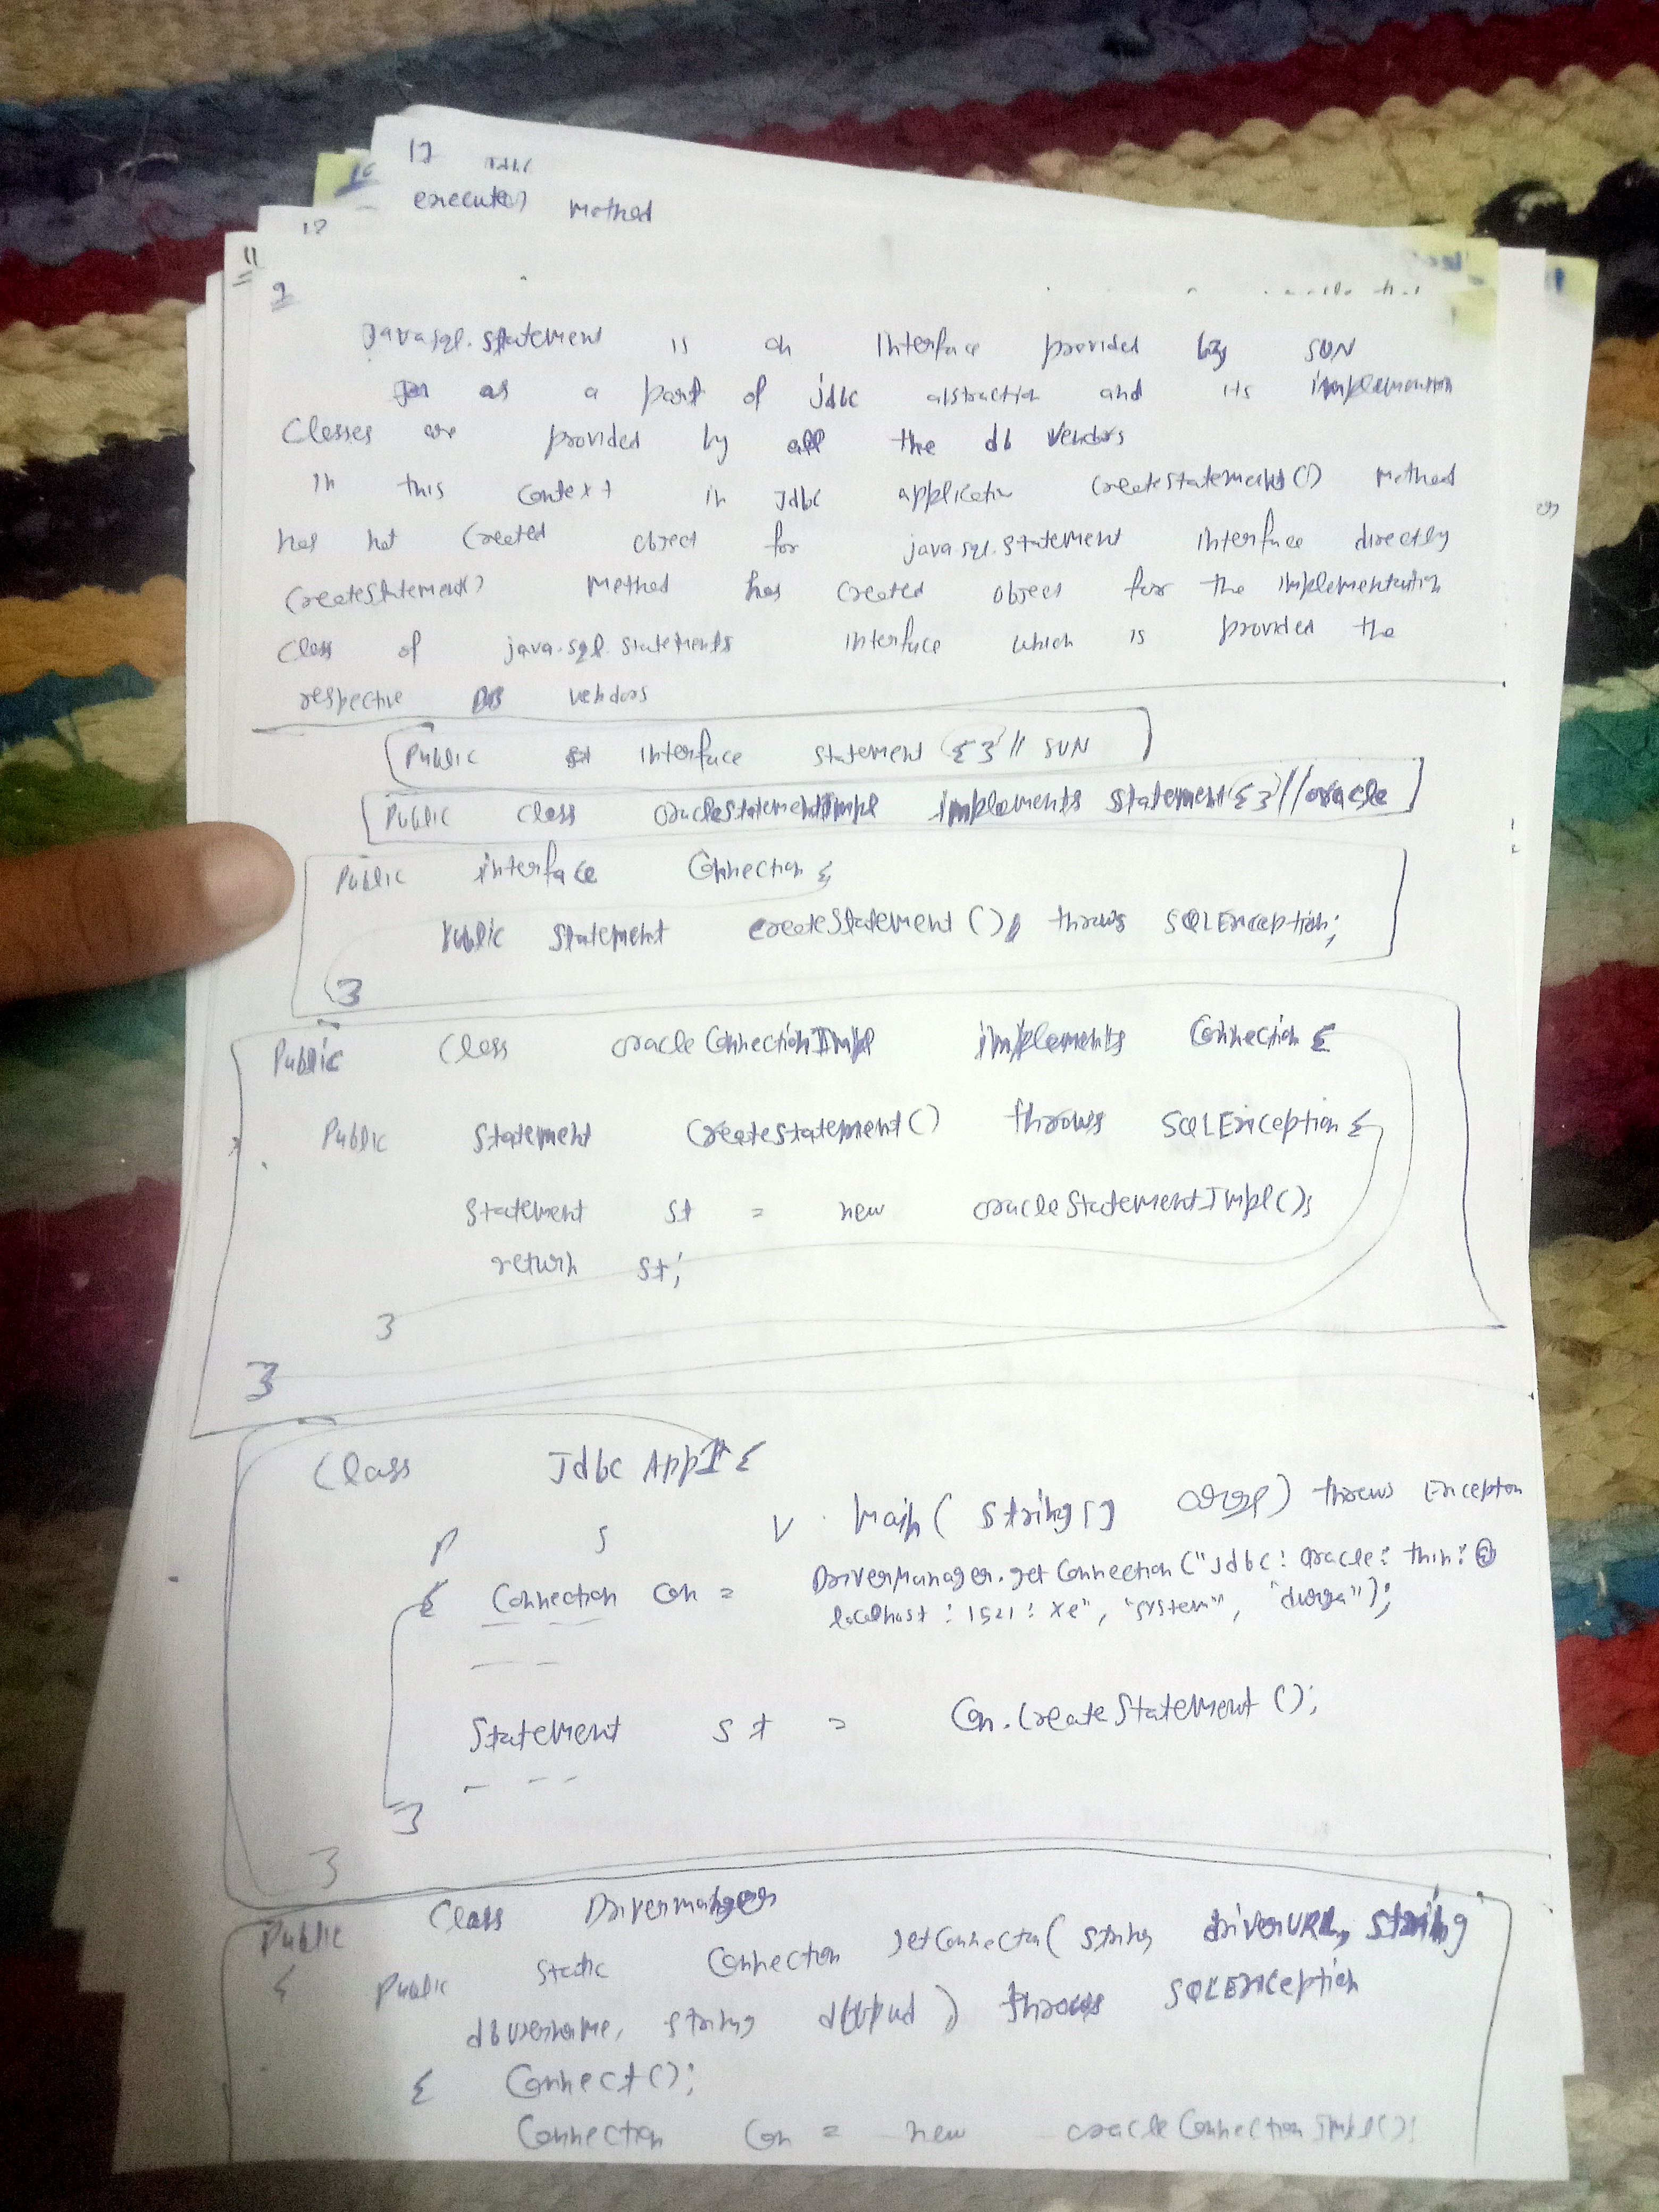 17 Jdbc
execute() Method
12
11
2
java.sql.statement is an Interface provided by SUN
as a part of jdbc abstraction and its implemention
Classes are provided by all the db vendors
in this context in Jdbc application createstatements() method
has not created object for java.sql.statement interface directly
createstatement() method has created object for the implementation
class of java.sql.statements interface which is provided the
respective DB vendors
Public interface statement {} // SUN
Public class oracleStatementImpl implements statement{} //oracle
Public interface Connection {
Public Statement createStatement () throws SQLException;
}
Public Class oracleConnectionImpl implements Connection {
Public Statement CreateStatement () throws SQLException {
Statement st = new oracleStatementImpl();
return st;
}
}
Class JdbcApp1 {
P S V main( String[] args) throws Exception
{ Connection con = DriverManager.getConnection("jdbc:oracle:thin:@
localhost:1521:xe", "system", "durga");
_ _ _
Statement st = Con.createStatement ();
_ _ _
}
}
Public Class Drivermanager
{ Public static Connection getConnection( string driverURL, string
dbusername, string dbpwd ) throws SQLException
{ Connect();
Connection con = new oracleConnectionImpl();